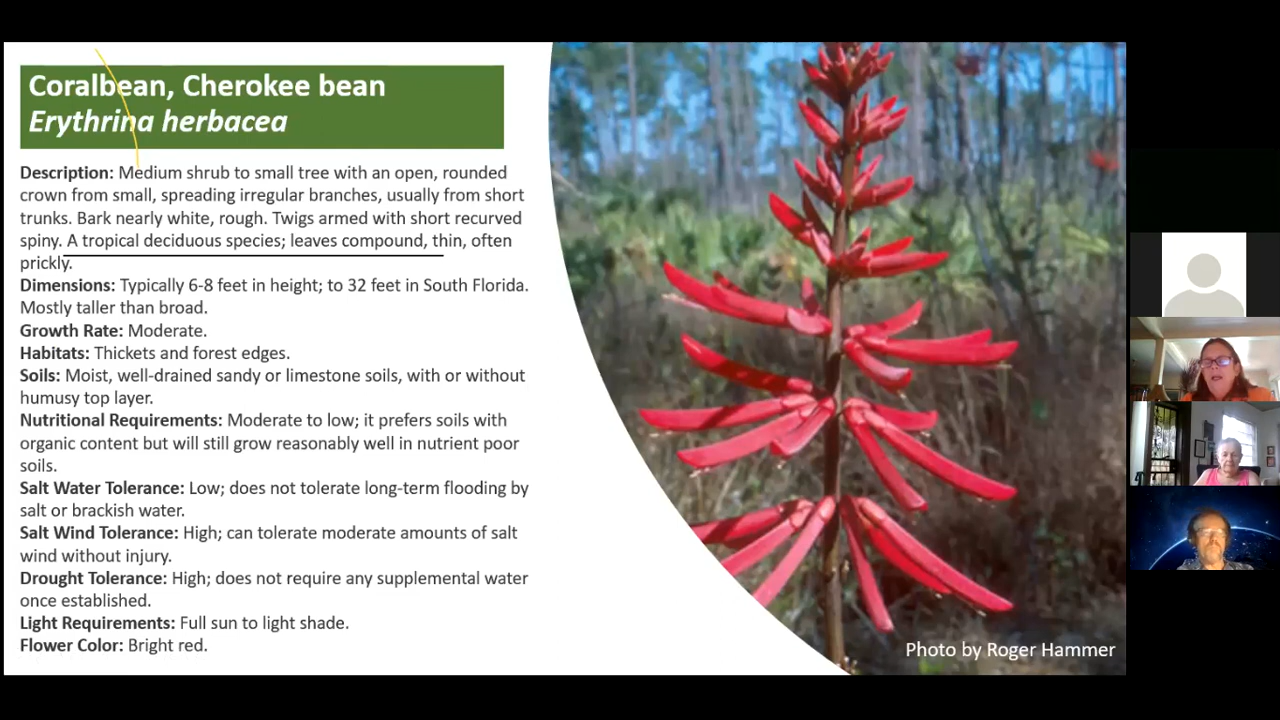 Coralbean, Cherokee bean
Erythrina herbacea
Description: Medium shrub to small tree with an open, rounded
crown from small, spreading irregular branches, usually from short
trunks. Bark nearly white, rough. Twigs armed with short recurved
spiny. A tropical deciduous species; leaves compound, thin, often
prickly.
Dimensions: Typically 6-8 feet in height; to 32 feet in South Florida.
Mostly taller than broad.
Growth Rate: Moderate.
Habitats: Thickets and forest edges.
Soils: Moist, well-drained sandy or limestone soils, with or without
humusy top layer.
Nutritional Requirements: Moderate to low; it prefers soils with
organic content but will still grow reasonably well in nutrient poor
soils.
Salt Water Tolerance: Low; does not tolerate long-term flooding by
salt or brackish water.
Salt Wind Tolerance: High; can tolerate moderate amounts of salt
wind without injury.
Drought Tolerance: High; does not require any supplemental water
once established.
Light Requirements: Full sun to light shade.
Flower Color: Bright red.
Photo by Roger Hammer